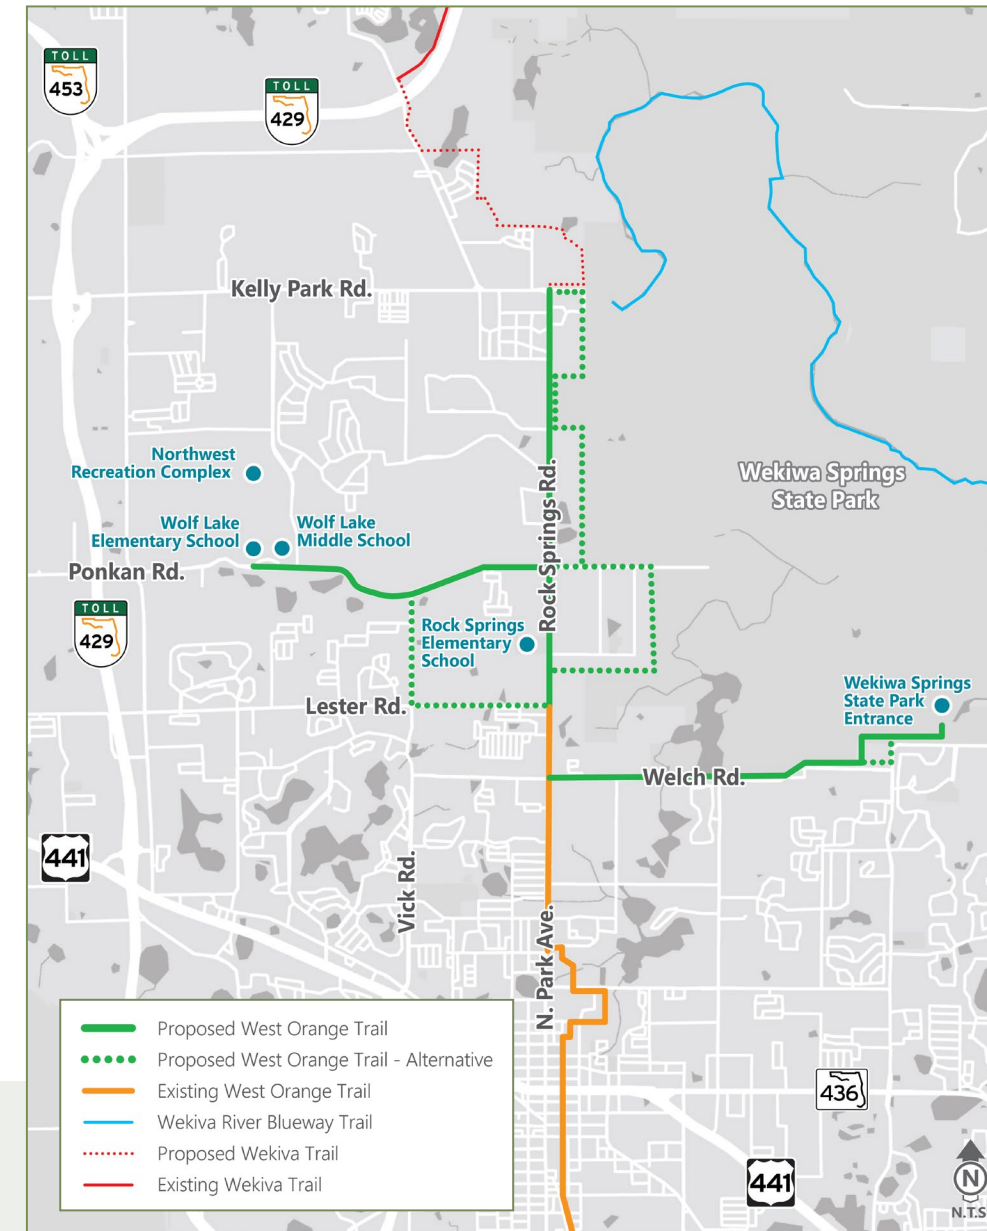 TOLL
453
TOLL
429
Kelly Park Rd.
Northwest
Recreation Complex
Wolf Lake
Elementary School
Wolf Lake
Middle School
Ponkan Rd.
Rock Springs Rd.
Wekiwa Springs
State Park
TOLL
429
Rock Springs
Elementary
School
Lester Rd.
Wekiwa Springs
State Park
Entrance
Welch Rd.
441
Vick Rd.
N. Park Ave.
Proposed West Orange Trail
Proposed West Orange Trail - Alternative
Existing West Orange Trail
Wekiva River Blueway Trail
Proposed Wekiva Trail
Existing Wekiva Trail
436
441
N
N.T.S